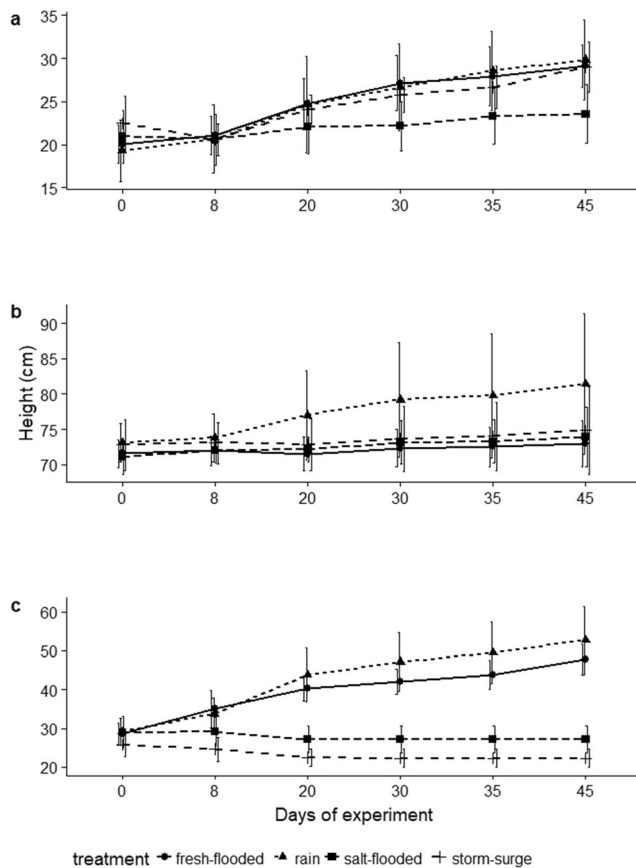 a
35
30
25
20
15
0 8 20 30 35 45
b
90
85
80
75
70
Height (cm)
0 8 20 30 35 45
c
60
50
40
30
20
0 8 20 30 35 45
Days of experiment
treatment fresh-flooded rain salt-flooded storm-surge